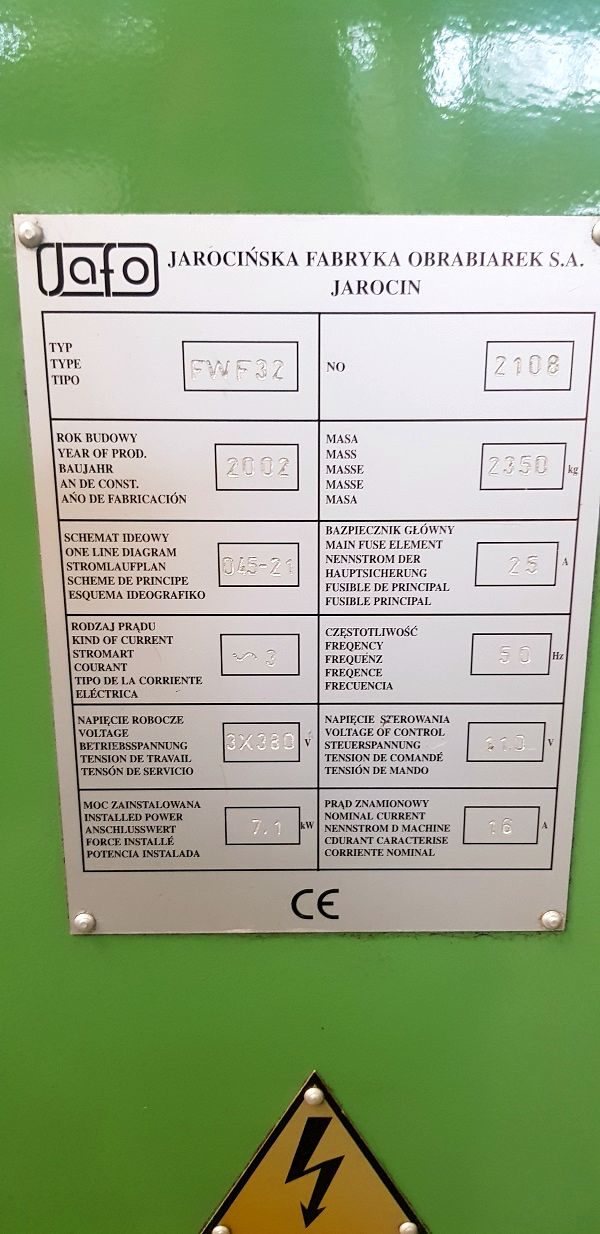 Jafo
JAROCIŃSKA FABRYKA OBRABIAREK S.A.
JAROCIN
TYP
TYPE
TIPO
FWF32
NO
2108
ROK BUDOWY
YEAR OF PROD.
BAUJAHR
AN DE CONST.
AŃO DE FABRICACIÓN
2002
MASA
MASS
MASSE
MASSE
MASA
2350 kg
SCHEMAT IDEOWY
ONE LINE DIAGRAM
STROMLAUFPLAN
SCHEME DE PRINCIPE
ESQUEMA IDEOGRAFIKO
045-21
BAZPIECZNIK GŁÓWNY
MAIN FUSE ELEMENT
NENNSTROM DER
HAUPTSICHERUNG
FUSIBLE DE PRINCIPAL
FUSIBLE PRINCIPAL
25 A
RODZAJ PRĄDU
KIND OF CURRENT
STROMART
COURANT
TIPO DE LA CORRIENTE
ELÉCTRICA
~ 3
CZĘSTOTLIWOŚĆ
FREQENCY
FREQUENZ
FREQENCE
FRECUENCIA
50 Hz
NAPIĘCIE ROBOCZE
VOLTAGE
BETRIEBSSPANNUNG
TENSION DE TRAVAIL
TENSÓN DE SERVICIO
3X380 V
NAPIĘCIE SZEROWANIA
VOLTAGE OF CONTROL
STEUERSPANNUNG
TENSION DE COMANDÉ
TENSIÓN DE MANDO
110 V
MOC ZAINSTALOWANA
INSTALLED POWER
ANSCHLUSSWERT
FORCE INSTALLÉ
POTENCIA INSTALADA
7.1 kW
PRĄD ZNAMIONOWY
NOMINAL CURRENT
NENNSTROM D MACHINE
CDURANT CARACTERISE
CORRIENTE NOMINAL
16 A
CE